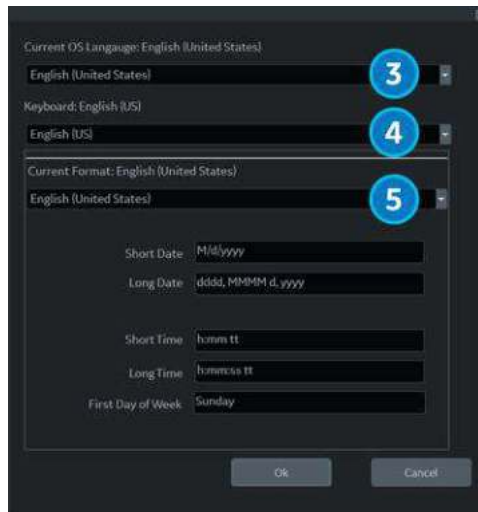 Current OS Langauge: English (United States)
English (United States)
3
Keyboard: English (US)
English (US)
4
Current Format: English (United States)
English (United States)
5
Short Date M/d/yyyy
Long Date dddd, MMMM d, yyyy
Short Time h:mm tt
Long Time h:mm:ss tt
First Day of Week Sunday
Ok Cancel